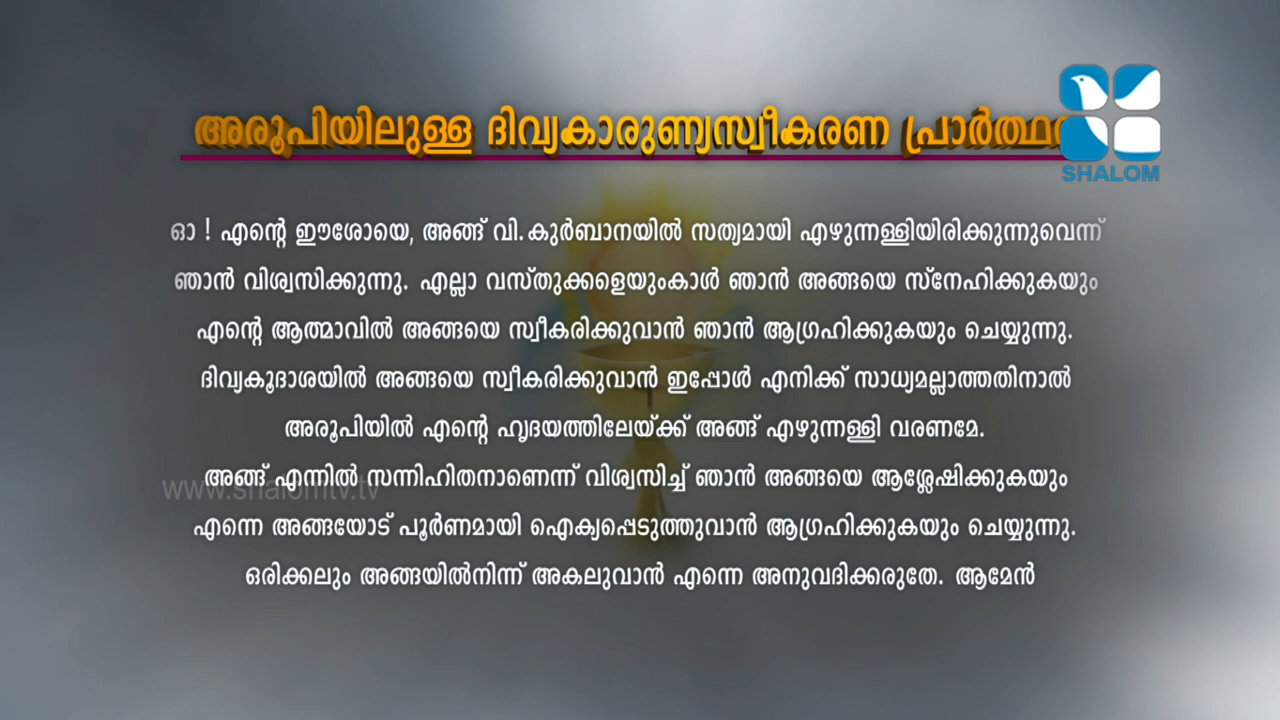 അരൂപിയിലുള്ള ദിവ്യകാരുണ്യസ്വീകരണ
SHALOM
ഓ ! എന്റെ ഈശോയെ, അങ്ങ് വി.കുർബാനയിൽ സത്യമായി എഴുന്നള്ളിയിരിക്കുന്നുവെന്ന്
ഞാൻ വിശ്വസിക്കുന്നു. എല്ലാ വസ്തുക്കളെയുംകാൾ ഞാൻ അങ്ങയെ സ്നേഹിക്കുകയും
എന്റെ ആത്മാവിൽ അങ്ങയെ സ്വീകരിക്കുവാൻ ഞാൻ ആഗ്രഹിക്കുകയും ചെയ്യുന്നു.
ദിവ്യകൂദാശയിൽ അങ്ങയെ സ്വീകരിക്കുവാൻ ഇപ്പോൾ എനിക്ക് സാധ്യമല്ലാത്തതിനാൽ
അരൂപിയിൽ എന്റെ ഹൃദയത്തിലേയ്ക്ക് അങ്ങ് എഴുന്നള്ളി വരണമേ.
അങ്ങ് എന്നിൽ സന്നിഹിതനാണെന്ന് വിശ്വസിച്ച് ഞാൻ അങ്ങയെ ആശ്ലേഷിക്കുകയും
www.shalomtv.tv
എന്നെ അങ്ങയോട് പൂർണമായി ഐക്യപ്പെടുത്തുവാൻ ആഗ്രഹിക്കുകയും ചെയ്യുന്നു.
ഒരിക്കലും അങ്ങയിൽനിന്ന് അകലുവാൻ എന്നെ അനുവദിക്കരുതേ. ആമേൻ